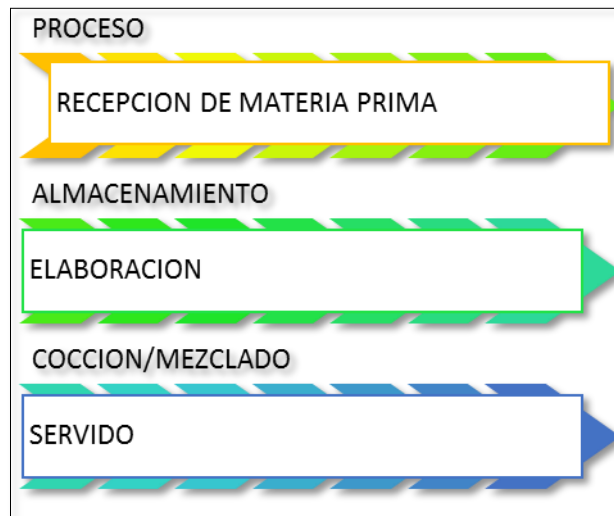 PROCESO
RECEPCION DE MATERIA PRIMA
ALMACENAMIENTO
ELABORACION
COCCION/MEZCLADO
SERVIDO